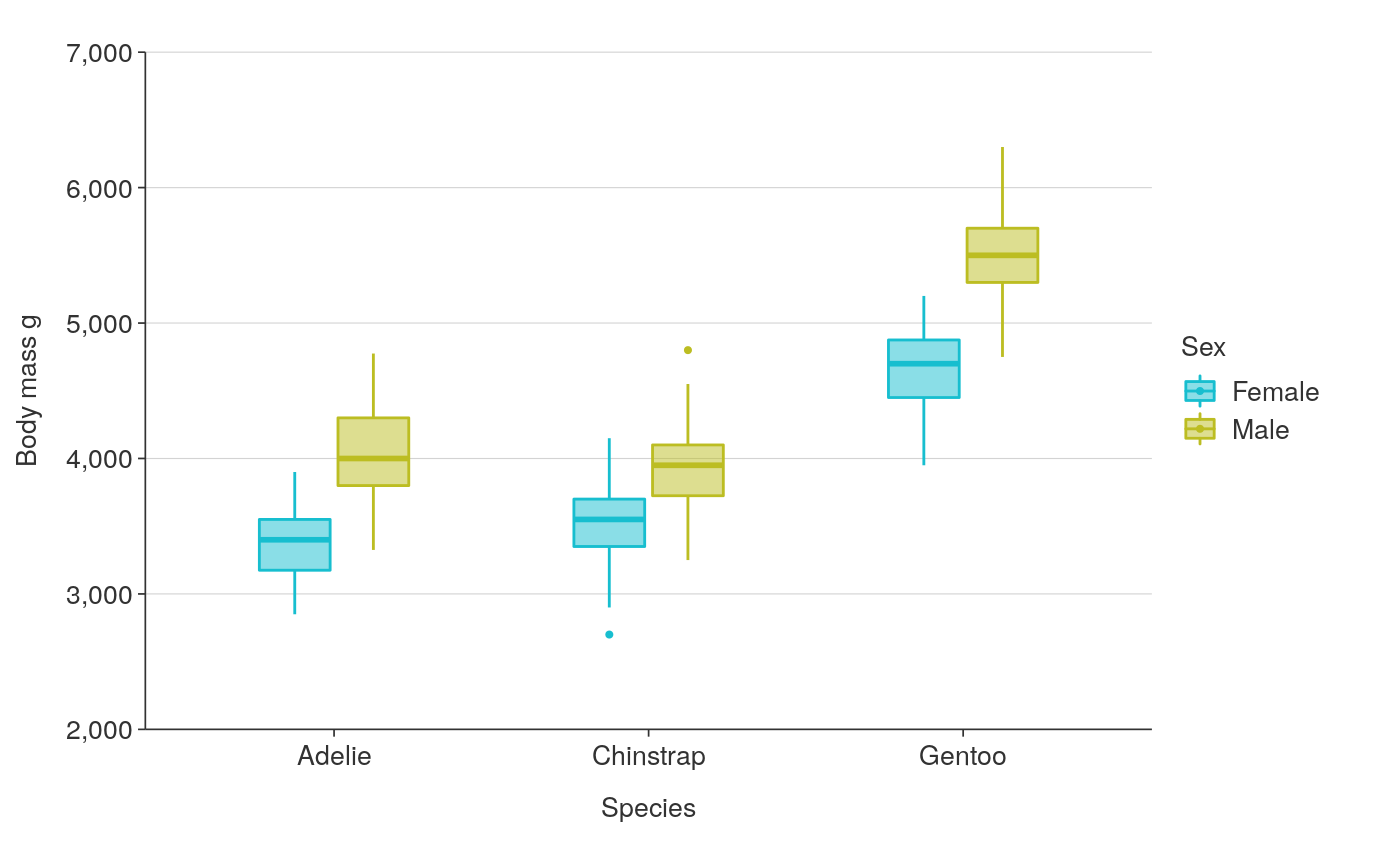 7,000
6,000
5,000
4,000
3,000
2,000
Body mass g
Adelie
Chinstrap
Gentoo
Species
Sex
Female
Male